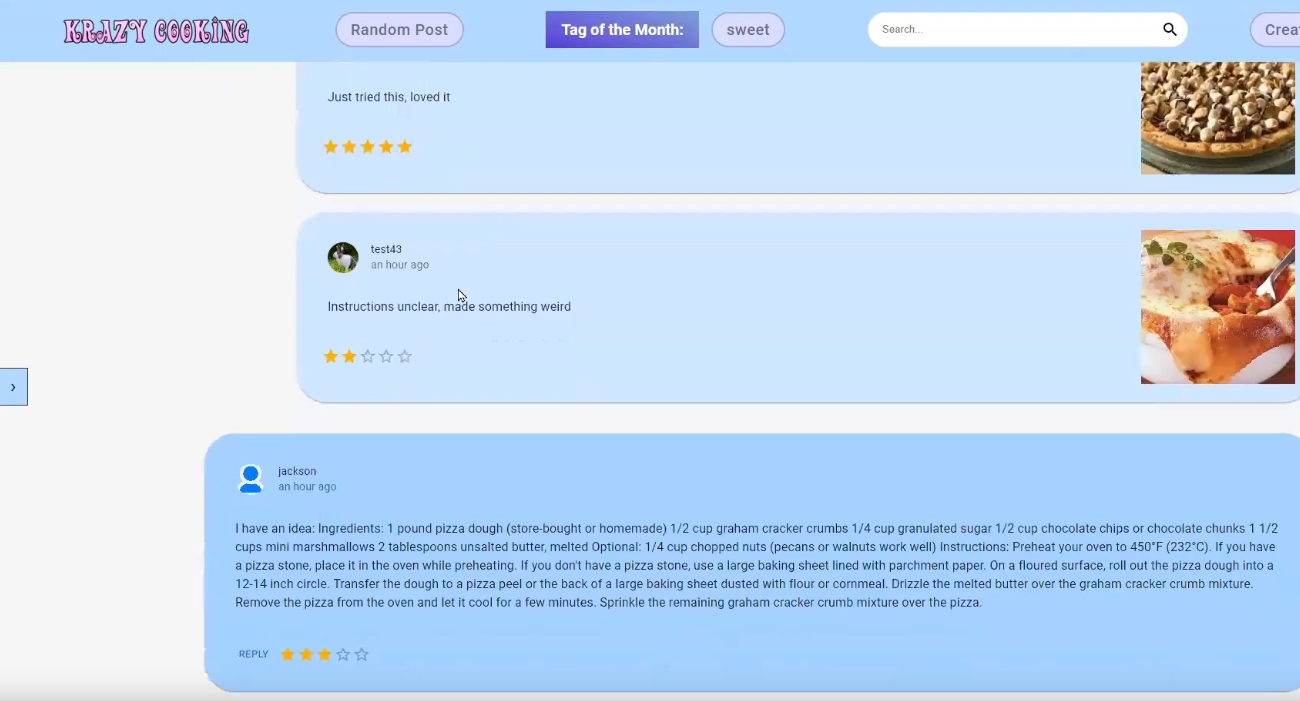 KRAZY COOKING
Random Post
Tag of the Month:
sweet
Search...
Crea
Just tried this, loved it
test43
an hour ago
Instructions unclear, made something weird
›
jackson
an hour ago
I have an idea: Ingredients: 1 pound pizza dough (store-bought or homemade) 1/2 cup graham cracker crumbs 1/4 cup granulated sugar 1/2 cup chocolate chips or chocolate chunks 1 1/2
cups mini marshmallows 2 tablespoons unsalted butter, melted Optional: 1/4 cup chopped nuts (pecans or walnuts work well) Instructions: Preheat your oven to 450°F (232°C). If you have
a pizza stone, place it in the oven while preheating. If you don't have a pizza stone, use a large baking sheet lined with parchment paper. On a floured surface, roll out the pizza dough into a
12-14 inch circle. Transfer the dough to a pizza peel or the back of a large baking sheet dusted with flour or cornmeal. Drizzle the melted butter over the graham cracker crumb mixture.
Remove the pizza from the oven and let it cool for a few minutes. Sprinkle the remaining graham cracker crumb mixture over the pizza.
REPLY